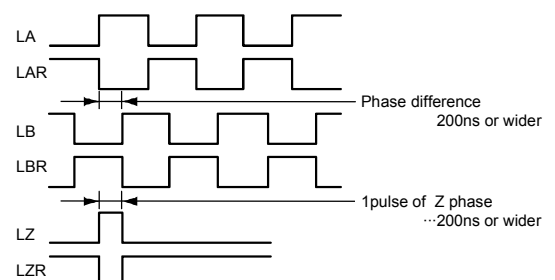 LA
LAR
Phase difference
200ns or wider
LB
LBR
1pulse of Z phase
···200ns or wider
LZ
LZR